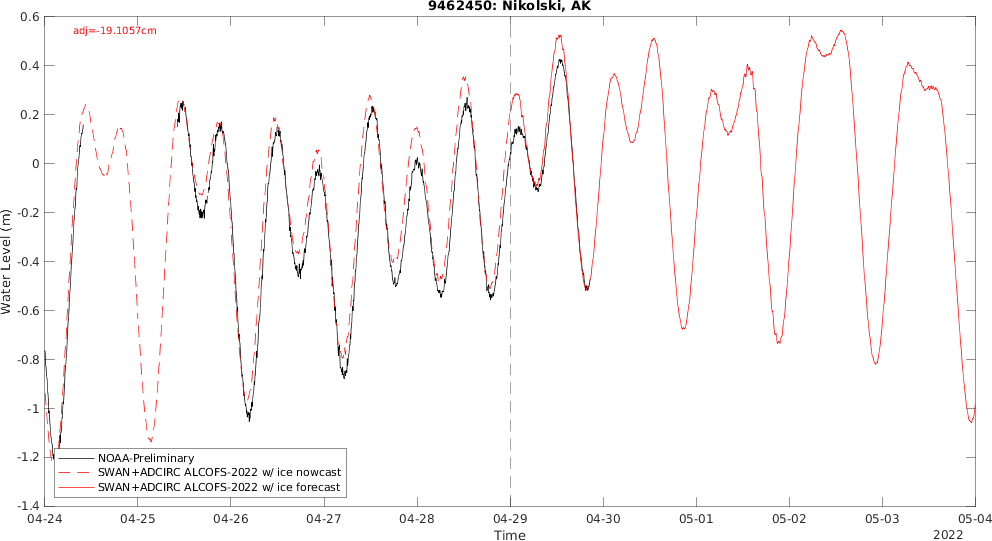 9462450: Nikolski, AK
adj=-19.1057cm
0.6
0.4
0.2
0
-0.2
-0.4
-0.6
-0.8
-1
-1.2
-1.4
Water Level (m)
NOAA-Preliminary
SWAN+ADCIRC ALCOFS-2022 w/ ice nowcast
SWAN+ADCIRC ALCOFS-2022 w/ ice forecast
04-24 04-25 04-26 04-27 04-28 04-29 04-30 05-01 05-02 05-03 05-04
Time
2022